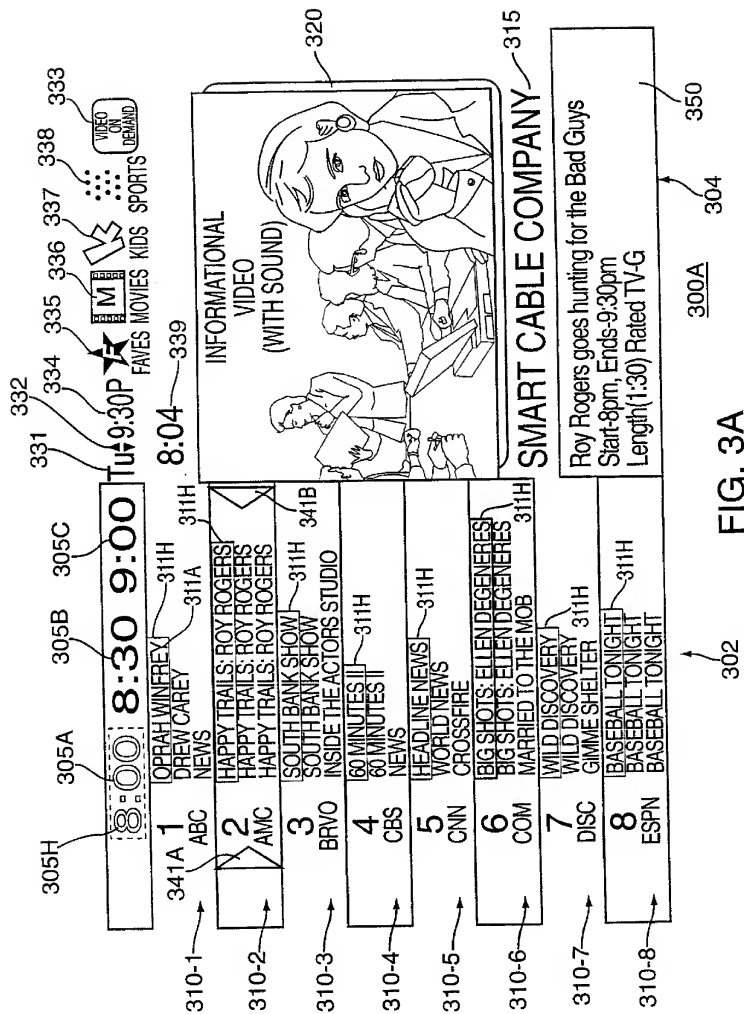 305H
305A
305B
305C
331
332
334
335
336
337
338
333
8:00 8:30 9:00
Tu 9:30P
F
FAVES
M
MOVIES
KIDS
SPORTS
VIDEO
ON
DEMAND
8:04
339
310-1
1
ABC
OPRAH WINFREY
DREW CAREY
NEWS
311H
311A
341A
310-2
2
AMC
HAPPY TRAILS: ROY ROGERS
HAPPY TRAILS: ROY ROGERS
HAPPY TRAILS: ROY ROGERS
311H
341B
310-3
3
BRVO
SOUTH BANK SHOW
SOUTH BANK SHOW
INSIDE THE ACTORS STUDIO
311H
310-4
4
CBS
60 MINUTES II
60 MINUTES II
NEWS
311H
310-5
5
CNN
HEADLINE NEWS
WORLD NEWS
CROSSFIRE
311H
310-6
6
COM
BIG SHOTS: ELLEN DEGENERES
BIG SHOTS: ELLEN DEGENERES
MARRIED TO THE MOB
311H
310-7
7
DISC
WILD DISCOVERY
WILD DISCOVERY
GIMME SHELTER
311H
310-8
8
ESPN
BASEBALL TONIGHT
BASEBALL TONIGHT
BASEBALL TONIGHT
311H
302
INFORMATIONAL
VIDEO
(WITH SOUND)
320
SMART CABLE COMPANY
315
Roy Rogers goes hunting for the Bad Guys
Start-8pm, Ends-9:30pm
Length(1:30) Rated TV-G
350
304
300A
FIG. 3A